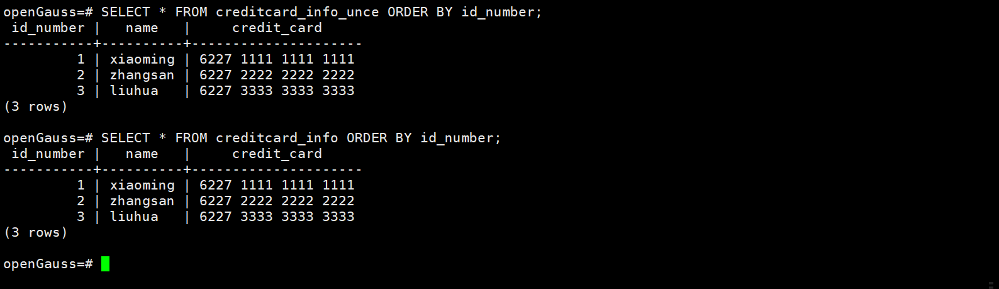 openGauss=# SELECT * FROM creditcard_info_unce ORDER BY id_number;
 id_number |   name   |     credit_card
-----------+----------+---------------------
         1 | xiaoming | 6227 1111 1111 1111
         2 | zhangsan | 6227 2222 2222 2222
         3 | liuhua   | 6227 3333 3333 3333
(3 rows)

openGauss=# SELECT * FROM creditcard_info ORDER BY id_number;
 id_number |   name   |     credit_card
-----------+----------+---------------------
         1 | xiaoming | 6227 1111 1111 1111
         2 | zhangsan | 6227 2222 2222 2222
         3 | liuhua   | 6227 3333 3333 3333
(3 rows)

openGauss=#